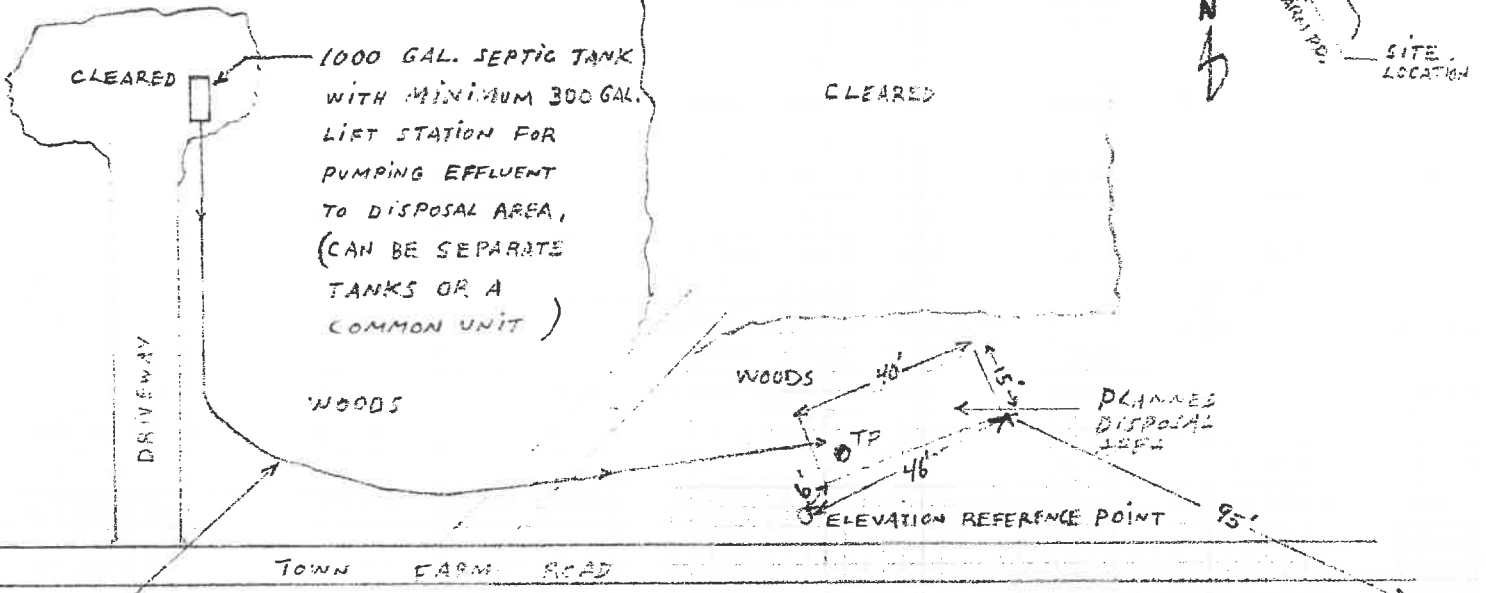 CLEARED
1000 GAL. SEPTIC TANK
WITH MINIMUM 300 GAL.
LIFT STATION FOR
PUMPING EFFLUENT
TO DISPOSAL AREA,
(CAN BE SEPARATE
TANKS OR A
COMMON UNIT)
CLEARED
N
SITE
LOCATION
DRIVEWAY
WOODS
WOODS
40'
15'
PLANNED
DISPOSAL
AREA
TP
46'
6'
ELEVATION REFERENCE POINT
95'
TOWN FARM ROAD